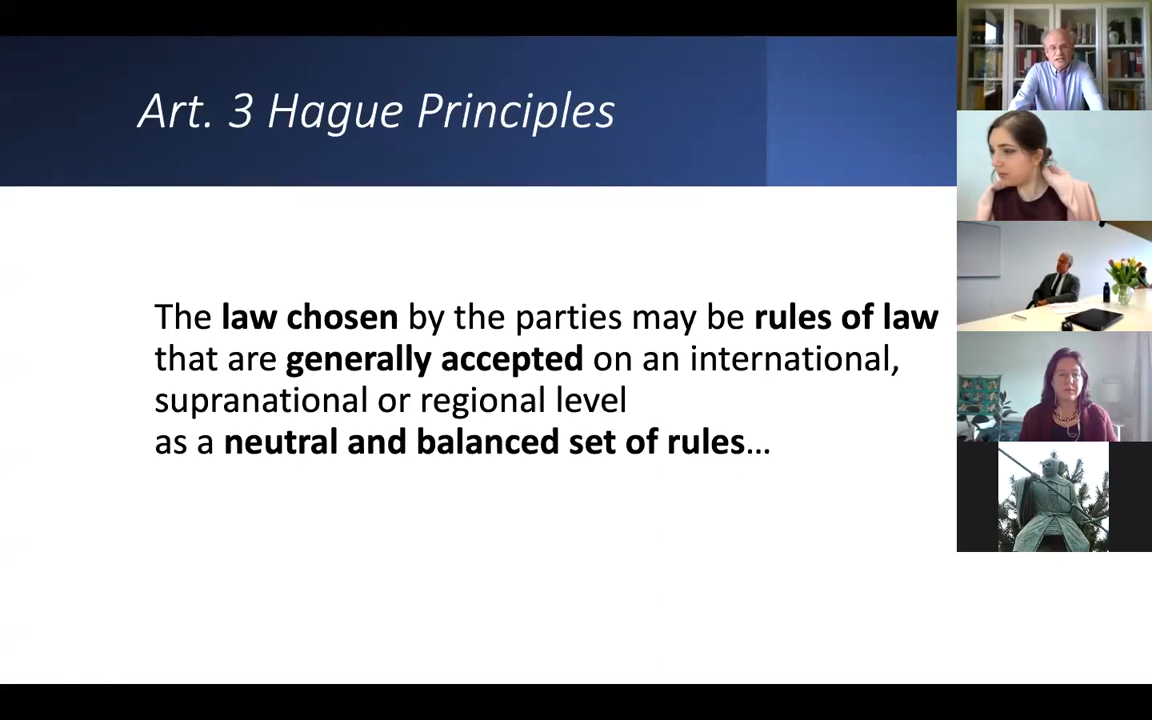 Art. 3 Hague Principles
The law chosen by the parties may be rules of law
that are generally accepted on an international,
supranational or regional level
as a neutral and balanced set of rules…